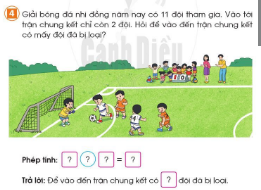 4 Giải bóng đá nhi đồng năm nay có 11 đội tham gia. Vào tới
trận chung kết chỉ còn 2 đội. Hỏi để vào đến trận chung kết
có mấy đội đã bị loại?
Cánh Diều
Phép tính: ? ? ? = ?
Trả lời: Để vào đến trận chung kết có ? đội đã bị loại.